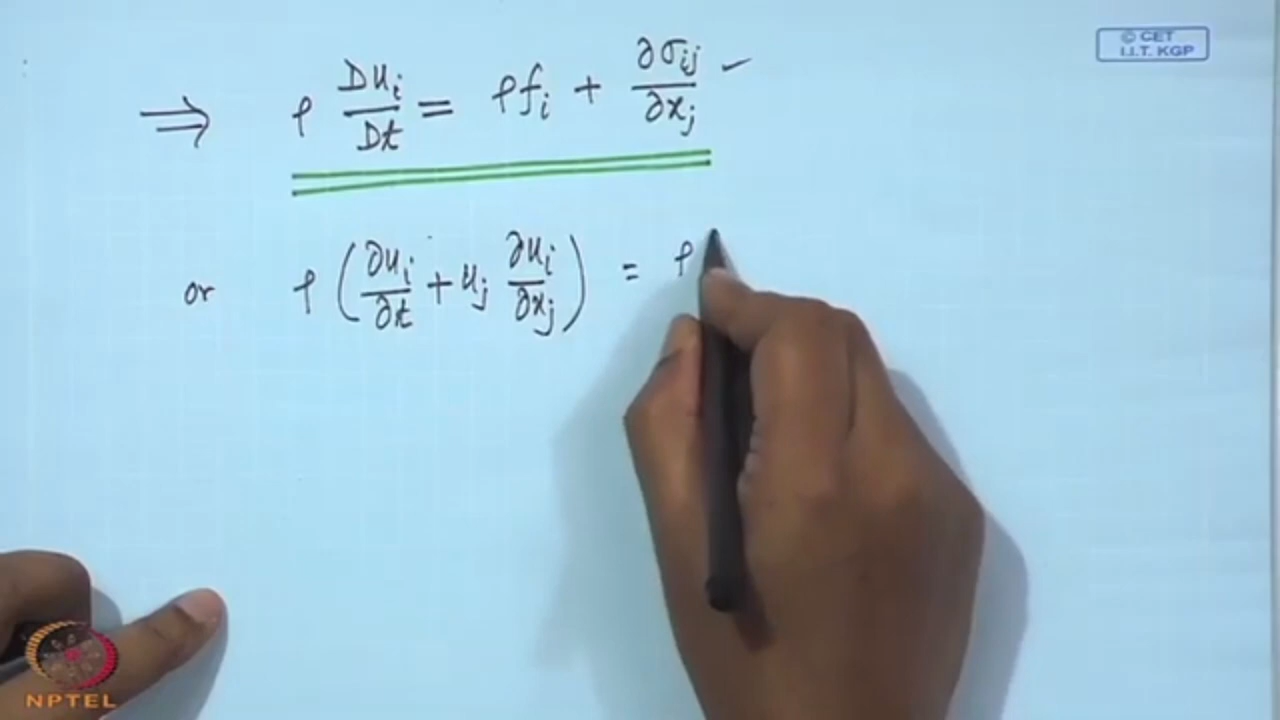 © CET
I.I.T. KGP
⇒ ρ Du_i/Dt = ρf_i + ∂σ_ij/∂x_j
or ρ (∂u_i/∂t + u_j ∂u_i/∂x_j) = ρ
NPTEL